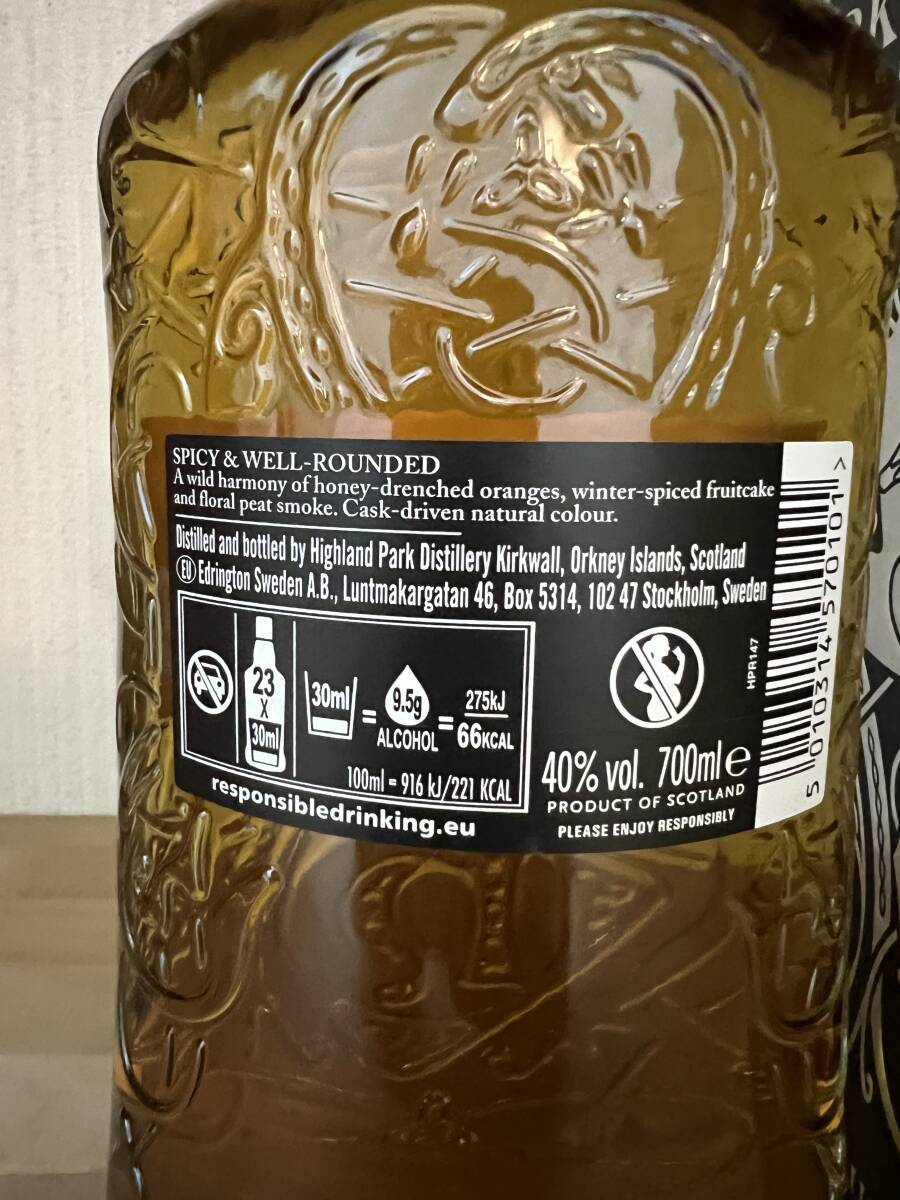 SPICY & WELL-ROUNDED
A wild harmony of honey-drenched oranges, winter-spiced fruitcake
and floral peat smoke. Cask-driven natural colour.
Distilled and bottled by Highland Park Distillery Kirkwall, Orkney Islands, Scotland
EU Edrington Sweden A.B., Luntmakargatan 46, Box 5314, 102 47 Stockholm, Sweden
23
X
30ml
30ml
=
9.5g
ALCOHOL
=
275kJ
66KCAL
100ml = 916 kJ/221 KCAL
responsibledrinking.eu
40% vol. 700ml e
PRODUCT OF SCOTLAND
PLEASE ENJOY RESPONSIBLY
HPR147
5 010314 570101 >